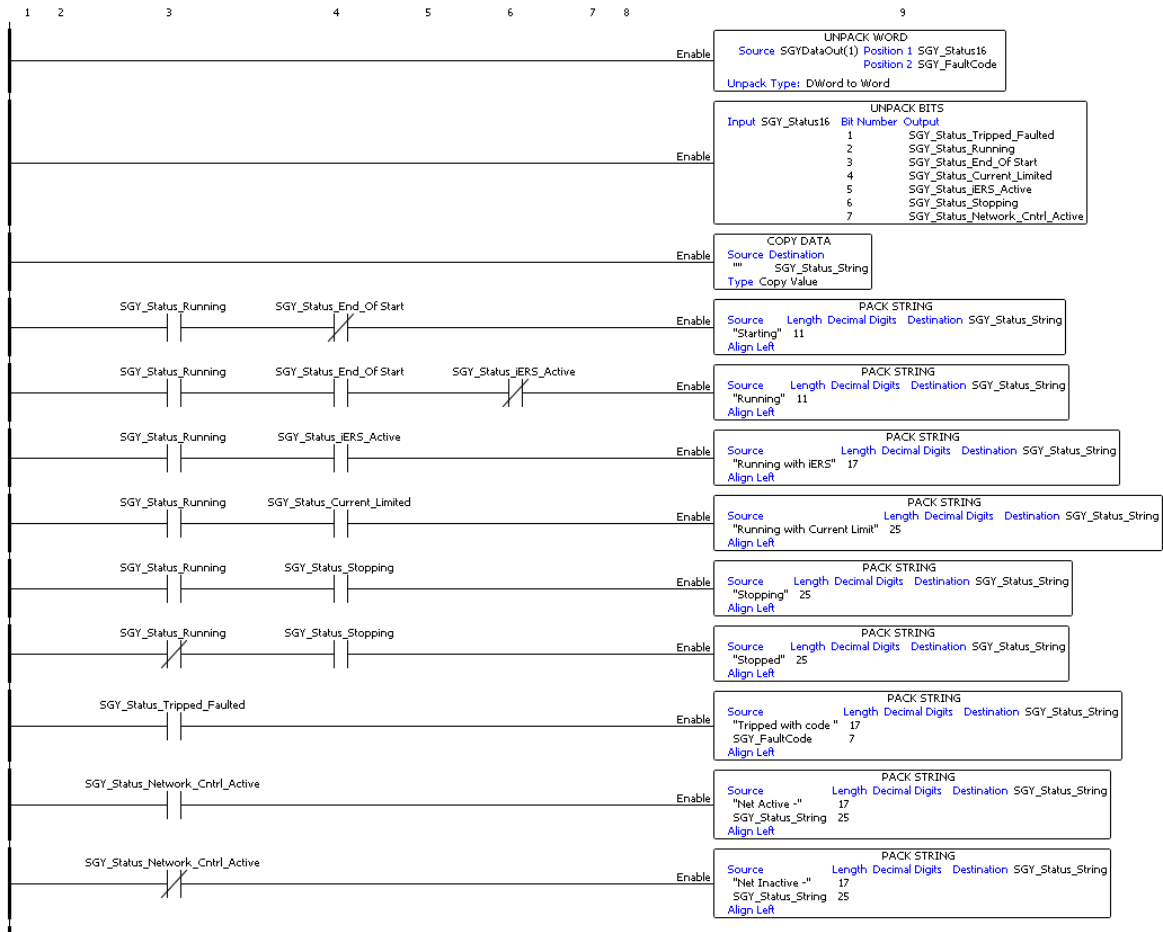 1 2 3 4 5 6 7 8 9
UNPACK WORD
Enable Source SGYDataOut(1) Position 1 SGY_Status16
Position 2 SGY_FaultCode
Unpack Type: DWord to Word
UNPACK BITS
Input SGY_Status16 Bit Number Output
1 SGY_Status_Tripped_Faulted
2 SGY_Status_Running
Enable 3 SGY_Status_End_Of Start
4 SGY_Status_Current_Limited
5 SGY_Status_iERS_Active
6 SGY_Status_Stopping
7 SGY_Status_Network_Cntrl_Active
COPY DATA
Enable Source Destination
"" SGY_Status_String
Type Copy Value
SGY_Status_Running SGY_Status_End_Of Start PACK STRING
Enable Source Length Decimal Digits Destination SGY_Status_String
"Starting" 11
Align Left
SGY_Status_Running SGY_Status_End_Of Start SGY_Status_iERS_Active PACK STRING
Enable Source Length Decimal Digits Destination SGY_Status_String
"Running" 11
Align Left
SGY_Status_Running SGY_Status_iERS_Active PACK STRING
Enable Source Length Decimal Digits Destination SGY_Status_String
"Running with iERS" 17
Align Left
SGY_Status_Running SGY_Status_Current_Limited PACK STRING
Enable Source Length Decimal Digits Destination SGY_Status_String
"Running with Current Limit" 25
Align Left
SGY_Status_Running SGY_Status_Stopping PACK STRING
Enable Source Length Decimal Digits Destination SGY_Status_String
"Stopping" 25
Align Left
SGY_Status_Running SGY_Status_Stopping PACK STRING
Enable Source Length Decimal Digits Destination SGY_Status_String
"Stopped" 25
Align Left
SGY_Status_Tripped_Faulted PACK STRING
Enable Source Length Decimal Digits Destination SGY_Status_String
"Tripped with code " 17
SGY_FaultCode 7
Align Left
SGY_Status_Network_Cntrl_Active PACK STRING
Enable Source Length Decimal Digits Destination SGY_Status_String
"Net Active -" 17
SGY_Status_String 25
Align Left
SGY_Status_Network_Cntrl_Active PACK STRING
Enable Source Length Decimal Digits Destination SGY_Status_String
"Net Inactive -" 17
SGY_Status_String 25
Align Left